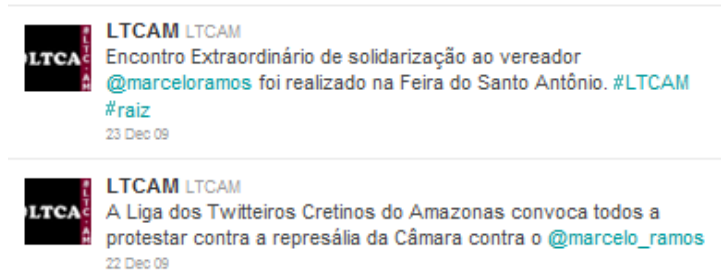 LTCAM LTCAM
Encontro Extraordinário de solidarização ao vereador
@marceloramos foi realizado na Feira do Santo Antônio. #LTCAM
#raiz
23 Dec 09
LTCAM LTCAM
A Liga dos Twitteiros Cretinos do Amazonas convoca todos a
protestar contra a represália da Câmara contra o @marcelo_ramos
22 Dec 09